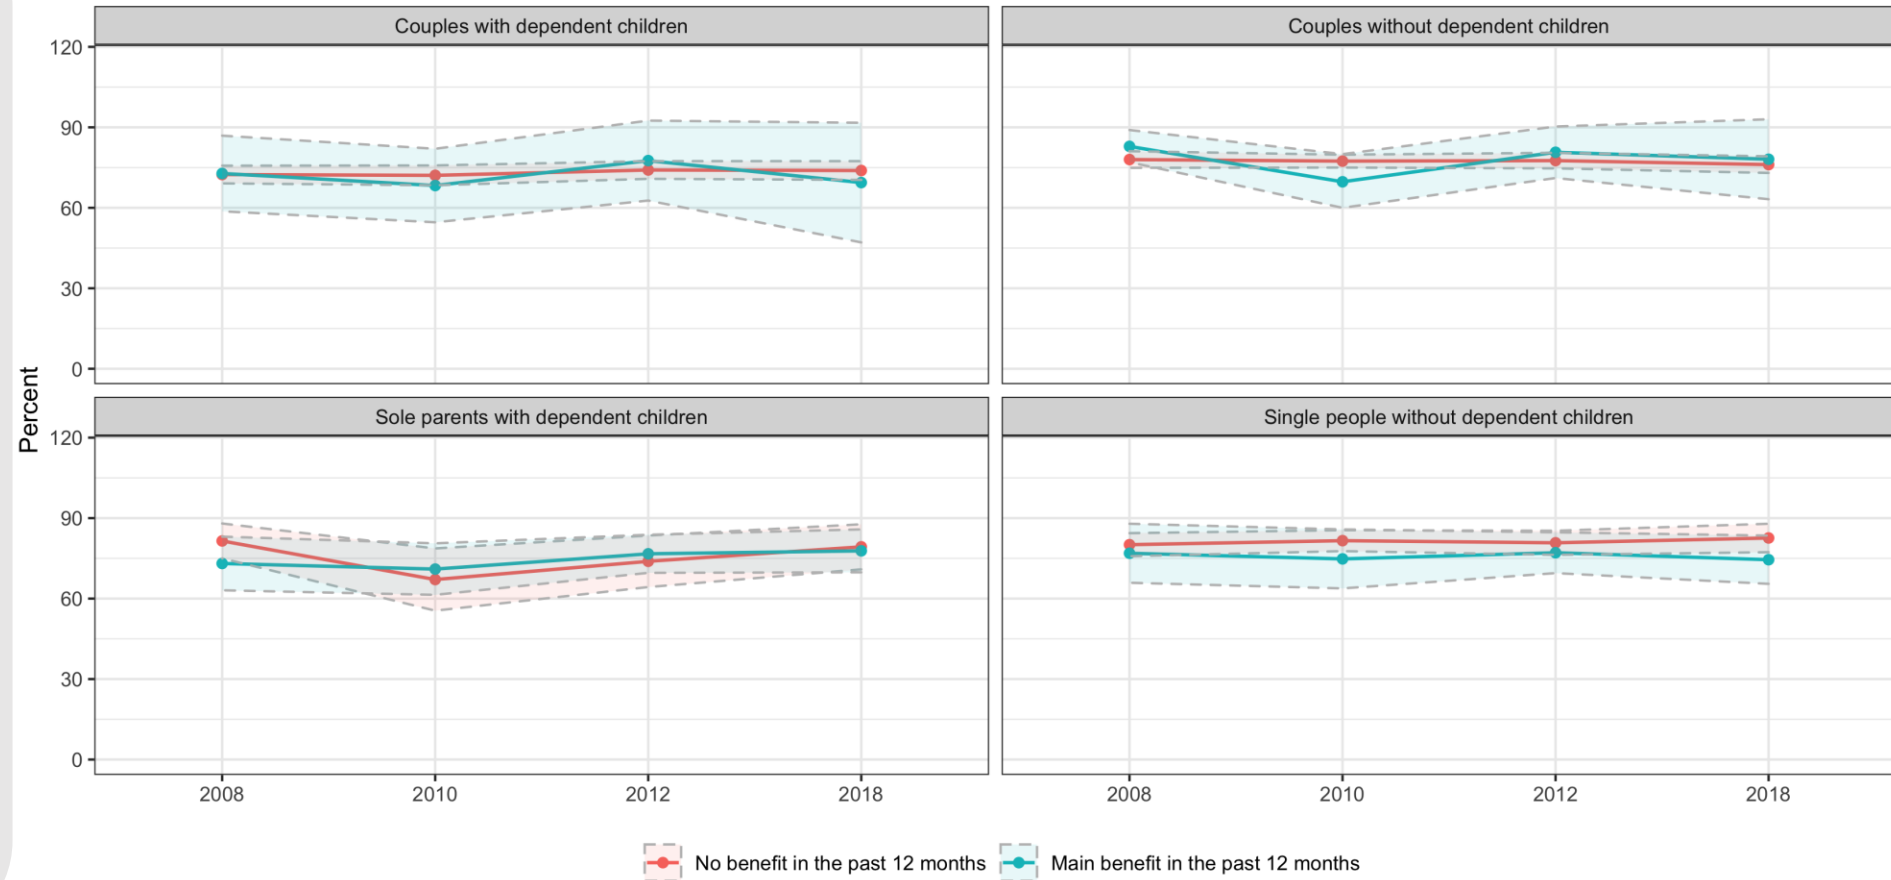 Couples with dependent children
Couples without dependent children
120
90
60
30
0
Percent
Sole parents with dependent children
Single people without dependent children
120
90
60
30
0
2008 2010 2012 2018
2008 2010 2012 2018
No benefit in the past 12 months
Main benefit in the past 12 months